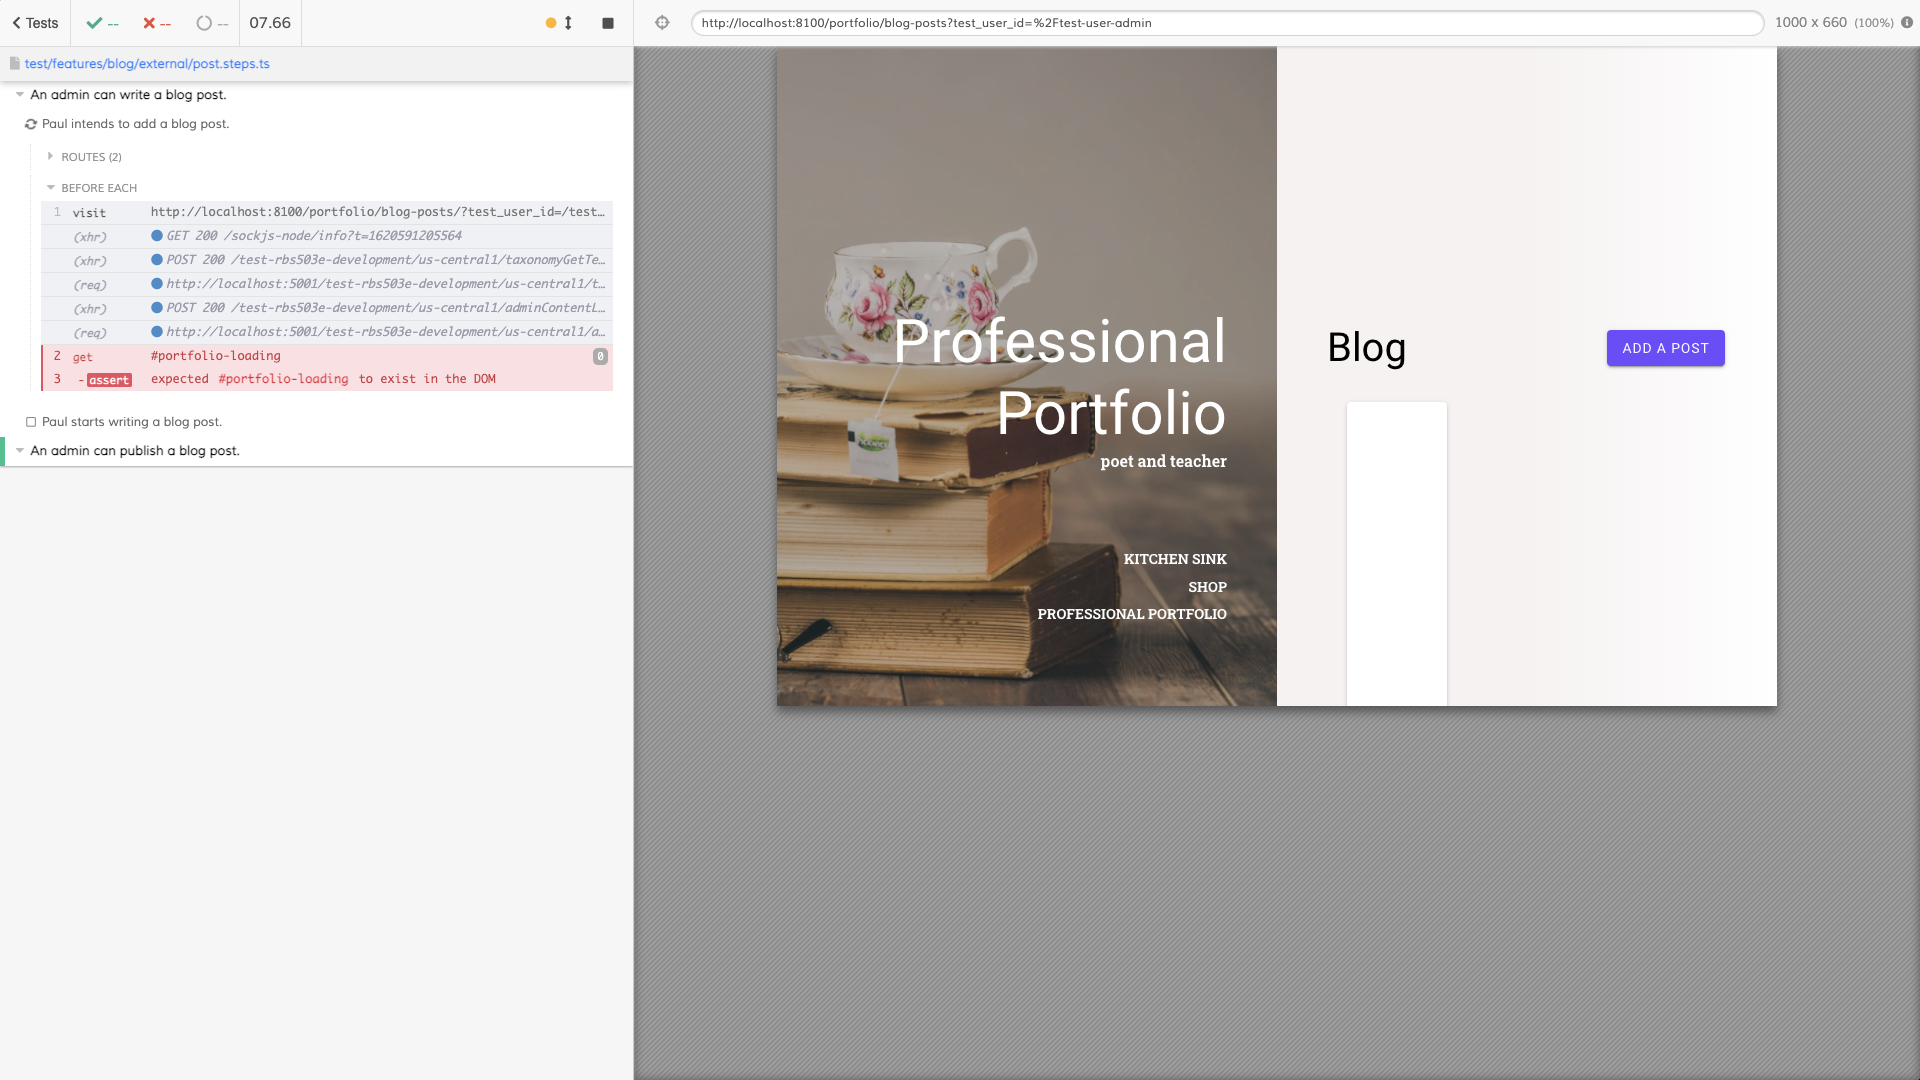 Tests
--
--
--
07.66
http://localhost:8100/portfolio/blog-posts?test_user_id=%2Ftest-user-admin
1000 x 660 (100%)
test/features/blog/external/post.steps.ts
An admin can write a blog post.
Paul intends to add a blog post.
ROUTES (2)
BEFORE EACH
1 visit http://localhost:8100/portfolio/blog-posts/?test_user_id=/test…
(xhr) GET 200 /sockjs-node/info?t=1620591205564
(xhr) POST 200 /test-rbs503e-development/us-central1/taxonomyGetTe…
(req) http://localhost:5001/test-rbs503e-development/us-central1/t…
(xhr) POST 200 /test-rbs503e-development/us-central1/adminContentL…
(req) http://localhost:5001/test-rbs503e-development/us-central1/a…
2 get #portfolio-loading 0
3 -assert expected #portfolio-loading to exist in the DOM
Paul starts writing a blog post.
An admin can publish a blog post.
Professional
Portfolio
poet and teacher
KITCHEN SINK
SHOP
PROFESSIONAL PORTFOLIO
Blog
ADD A POST